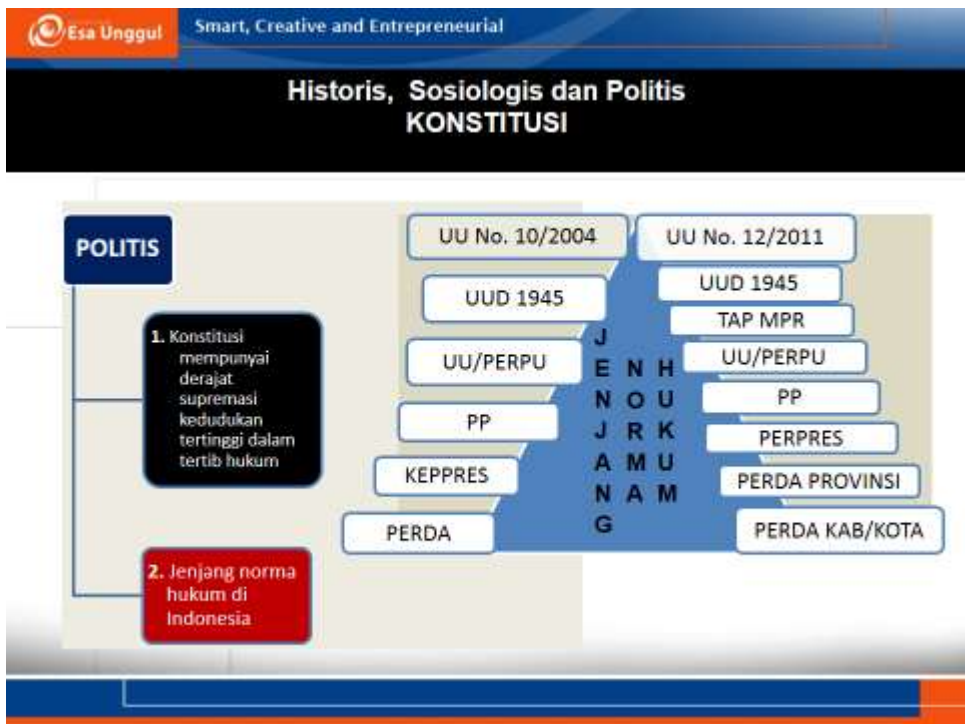 Esa Unggul
Smart, Creative and Entrepreneurial
Historis, Sosiologis dan Politis
KONSTITUSI
POLITIS
1. Konstitusi
mempunyai
derajat
supremasi
kedudukan
tertinggi dalam
tertib hukum
2. Jenjang norma
hukum di
Indonesia
UU No. 10/2004
UUD 1945
UU/PERPU
PP
KEPPRES
PERDA
JENJANG
NORMA
HUKUM
UU No. 12/2011
UUD 1945
TAP MPR
UU/PERPU
PP
PERPRES
PERDA PROVINSI
PERDA KAB/KOTA